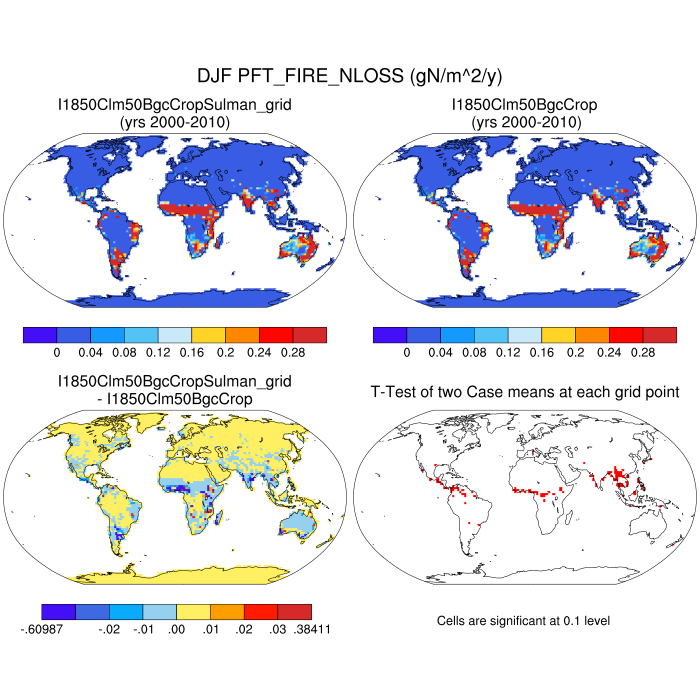 DJF PFT_FIRE_NLOSS (gN/m^2/y)
I1850Clm50BgcCropSulman_grid
(yrs 2000-2010)
I1850Clm50BgcCrop
(yrs 2000-2010)
0 0.04 0.08 0.12 0.16 0.2 0.24 0.28
0 0.04 0.08 0.12 0.16 0.2 0.24 0.28
I1850Clm50BgcCropSulman_grid
- I1850Clm50BgcCrop
T-Test of two Case means at each grid point
-.60987 -.02 -.01 .00 .01 .02 .03 .38411
Cells are significant at 0.1 level